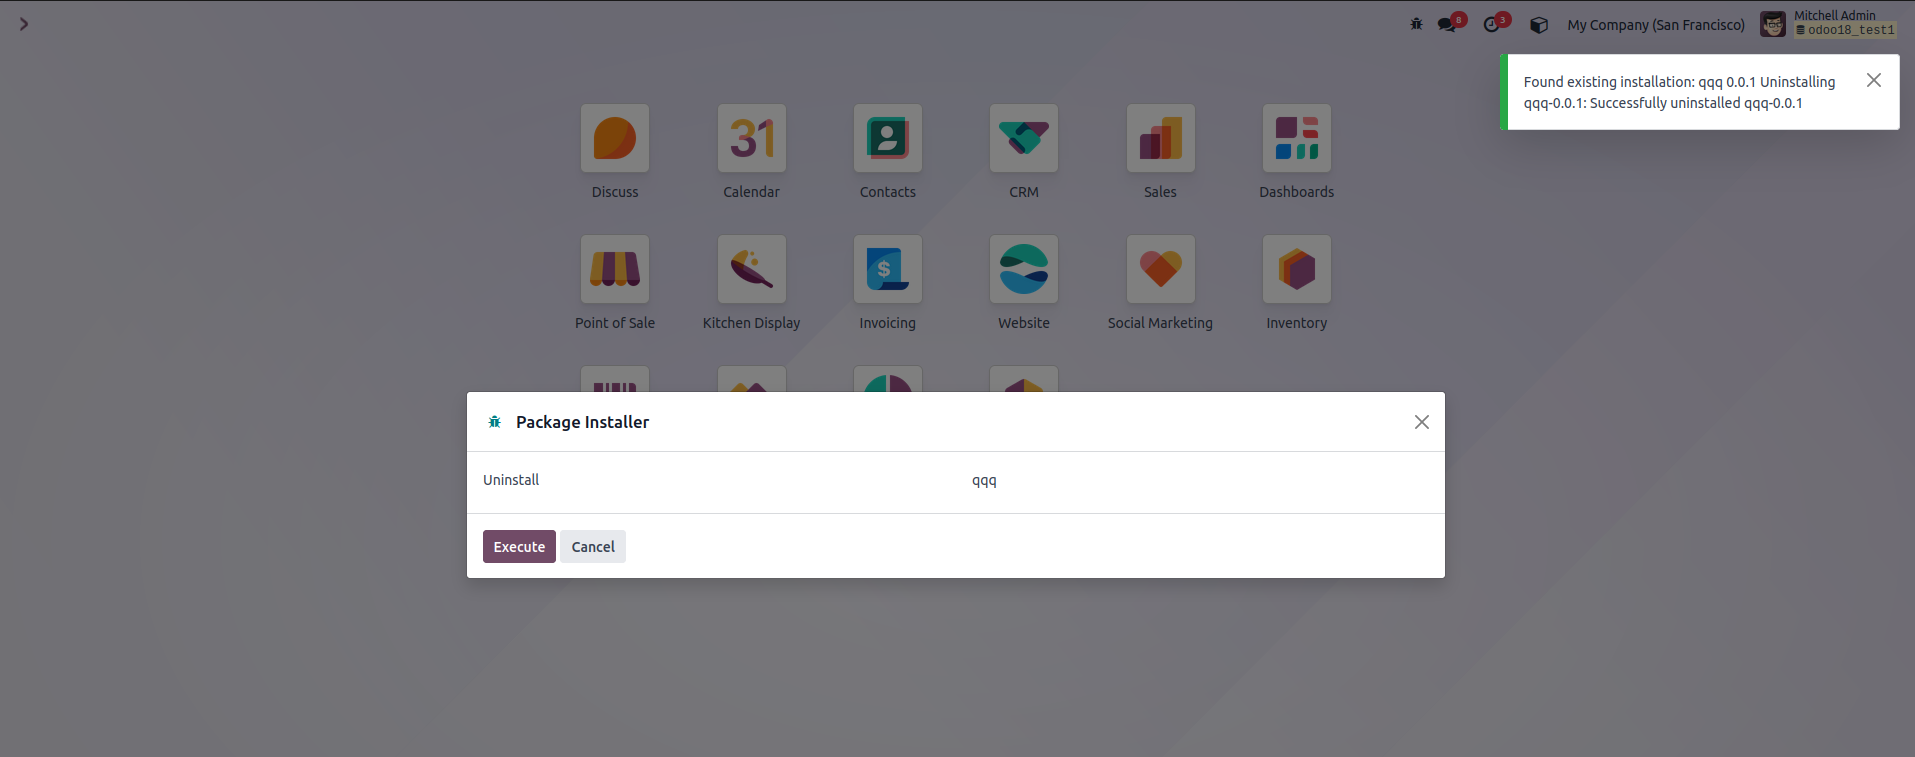 8
3
My Company (San Francisco)
Mitchell Admin
odoo18_test1
Found existing installation: qqq 0.0.1 Uninstalling
qqq-0.0.1: Successfully uninstalled qqq-0.0.1
31
Discuss
Calendar
Contacts
CRM
Sales
Dashboards
$
Point of Sale
Kitchen Display
Invoicing
Website
Social Marketing
Inventory
Package Installer
Uninstall
qqq
Execute
Cancel